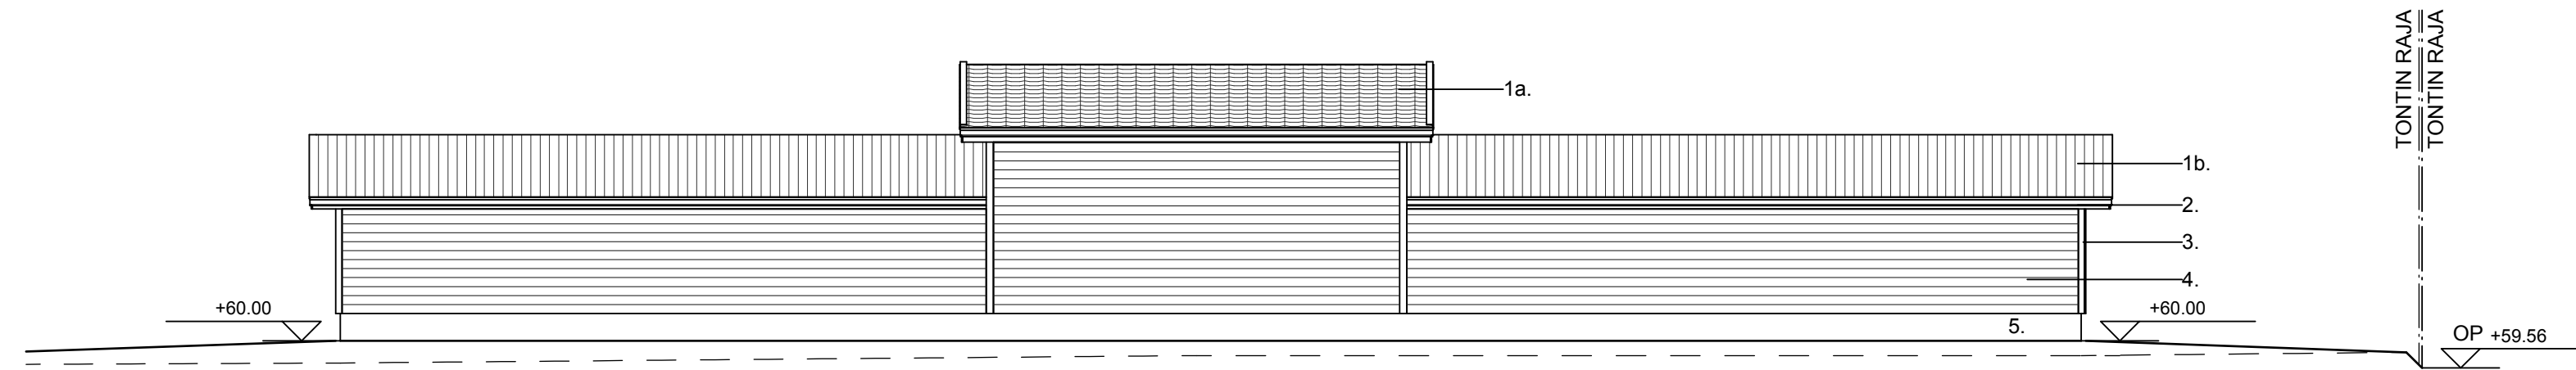 TONTIN RAJA
TONTIN RAJA
1a.
1b.
2.
3.
4.
+60.00
+60.00
5.
OP +59.56